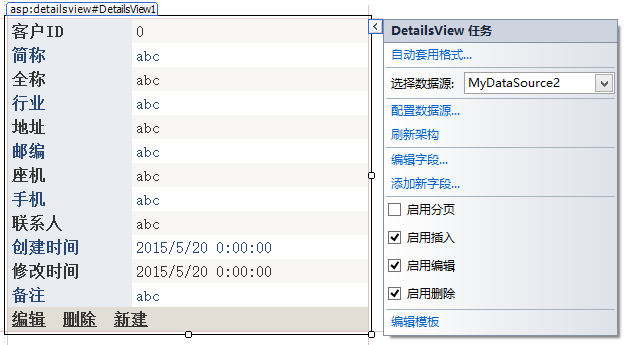 asp:detailsview#DetailsView1
客户ID 0
简称 abc
全称 abc
行业 abc
地址 abc
邮编 abc
座机 abc
手机 abc
联系人 abc
创建时间 2015/5/20 0:00:00
修改时间 2015/5/20 0:00:00
备注 abc
编辑 删除 新建
DetailsView 任务
自动套用格式...
选择数据源: MyDataSource2
配置数据源...
刷新架构
编辑字段...
添加新字段...
启用分页
启用插入
启用编辑
启用删除
编辑模板